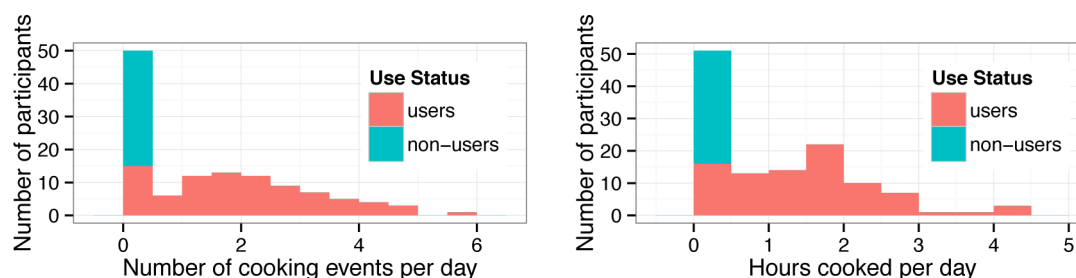 Number of participants
50
40
30
20
10
0
Use Status
users
non−users
0 2 4 6
Number of cooking events per day
Number of participants
50
40
30
20
10
0
Use Status
users
non−users
0 1 2 3 4 5
Hours cooked per day